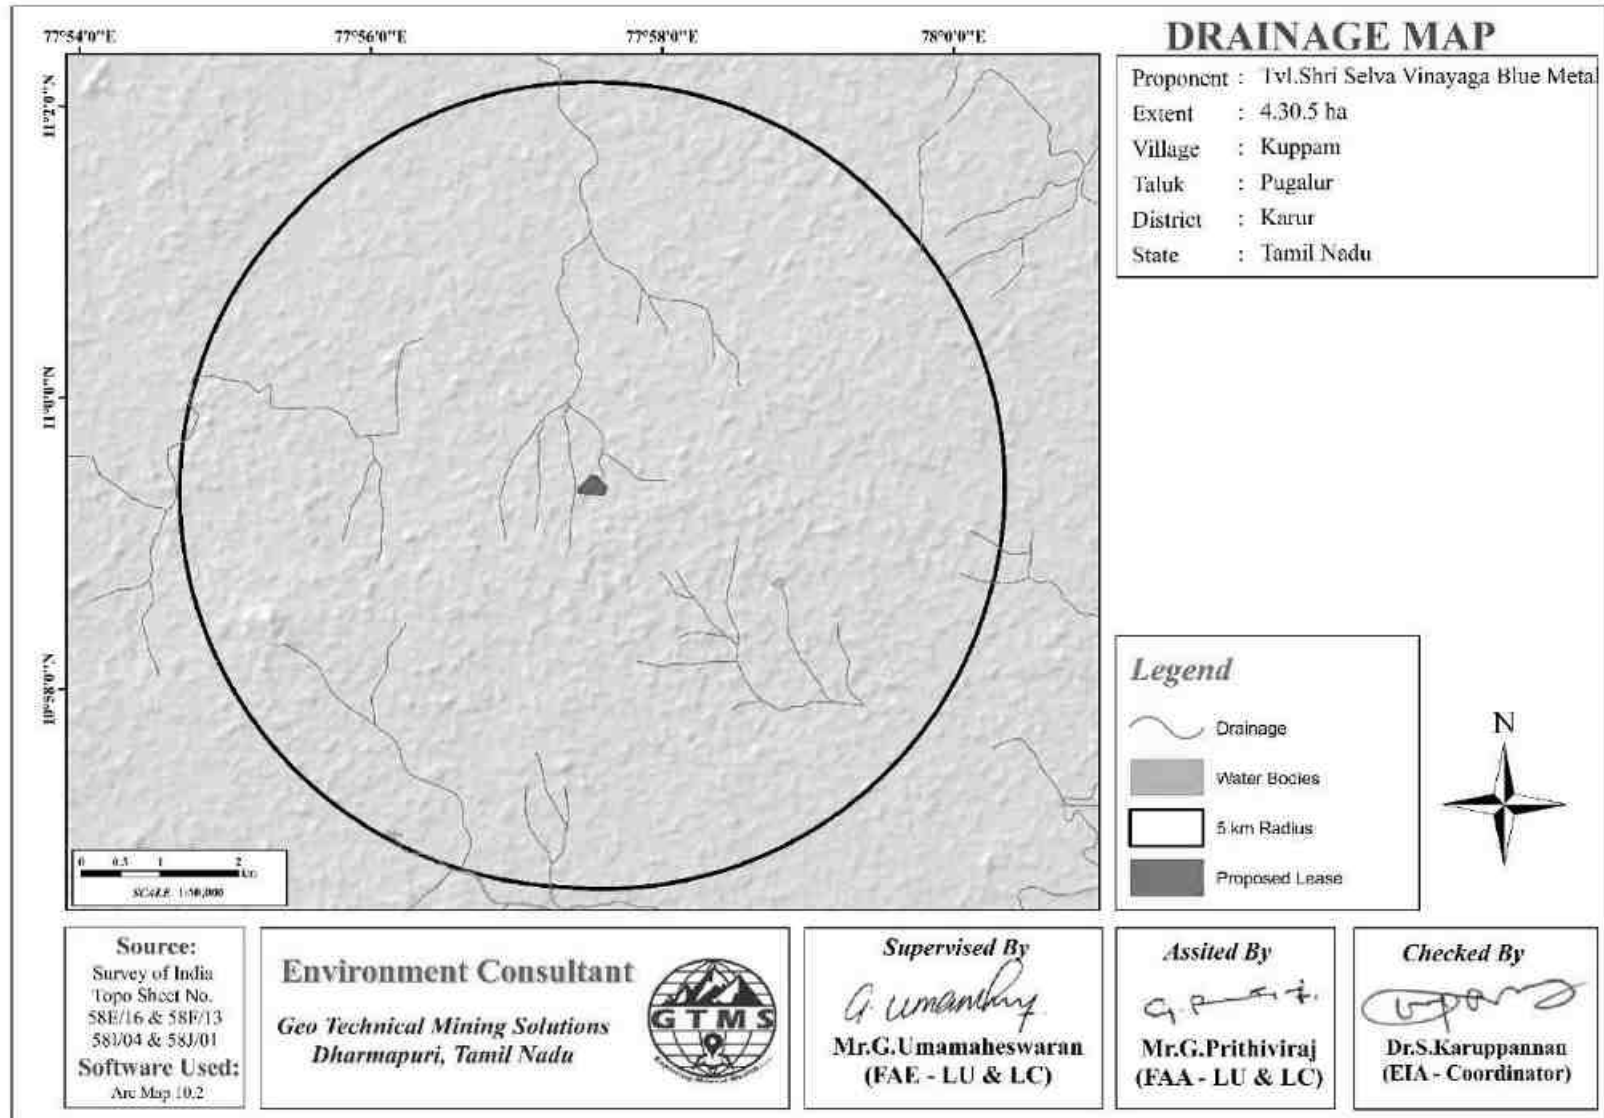 DRAINAGE MAP
77°54'0"E 77°56'0"E 77°58'0"E 78°0'0"E
11°2'0"N
11°0'0"N
10°58'0"N
Proponent : Tvl.Shri Selva Vinayaga Blue Metal
Extent : 4.30.5 ha
Village : Kuppam
Taluk : Pugalur
District : Karur
State : Tamil Nadu
Legend
Drainage
Water Bodies
5 km Radius
Proposed Lease
N
0 0.5 1 2
km
SCALE 1:50,000
Source:
Survey of India
Topo Sheet No.
58E/16 & 58F/13
58I/04 & 58J/01
Software Used:
Arc Map 10.2
Environment Consultant
Geo Technical Mining Solutions
Dharmapuri, Tamil Nadu
GTMS
Supervised By
Mr.G.Umamaheswaran
(FAE - LU & LC)
Assited By
Mr.G.Prithiviraj
(FAA - LU & LC)
Checked By
Dr.S.Karuppannan
(EIA - Coordinator)